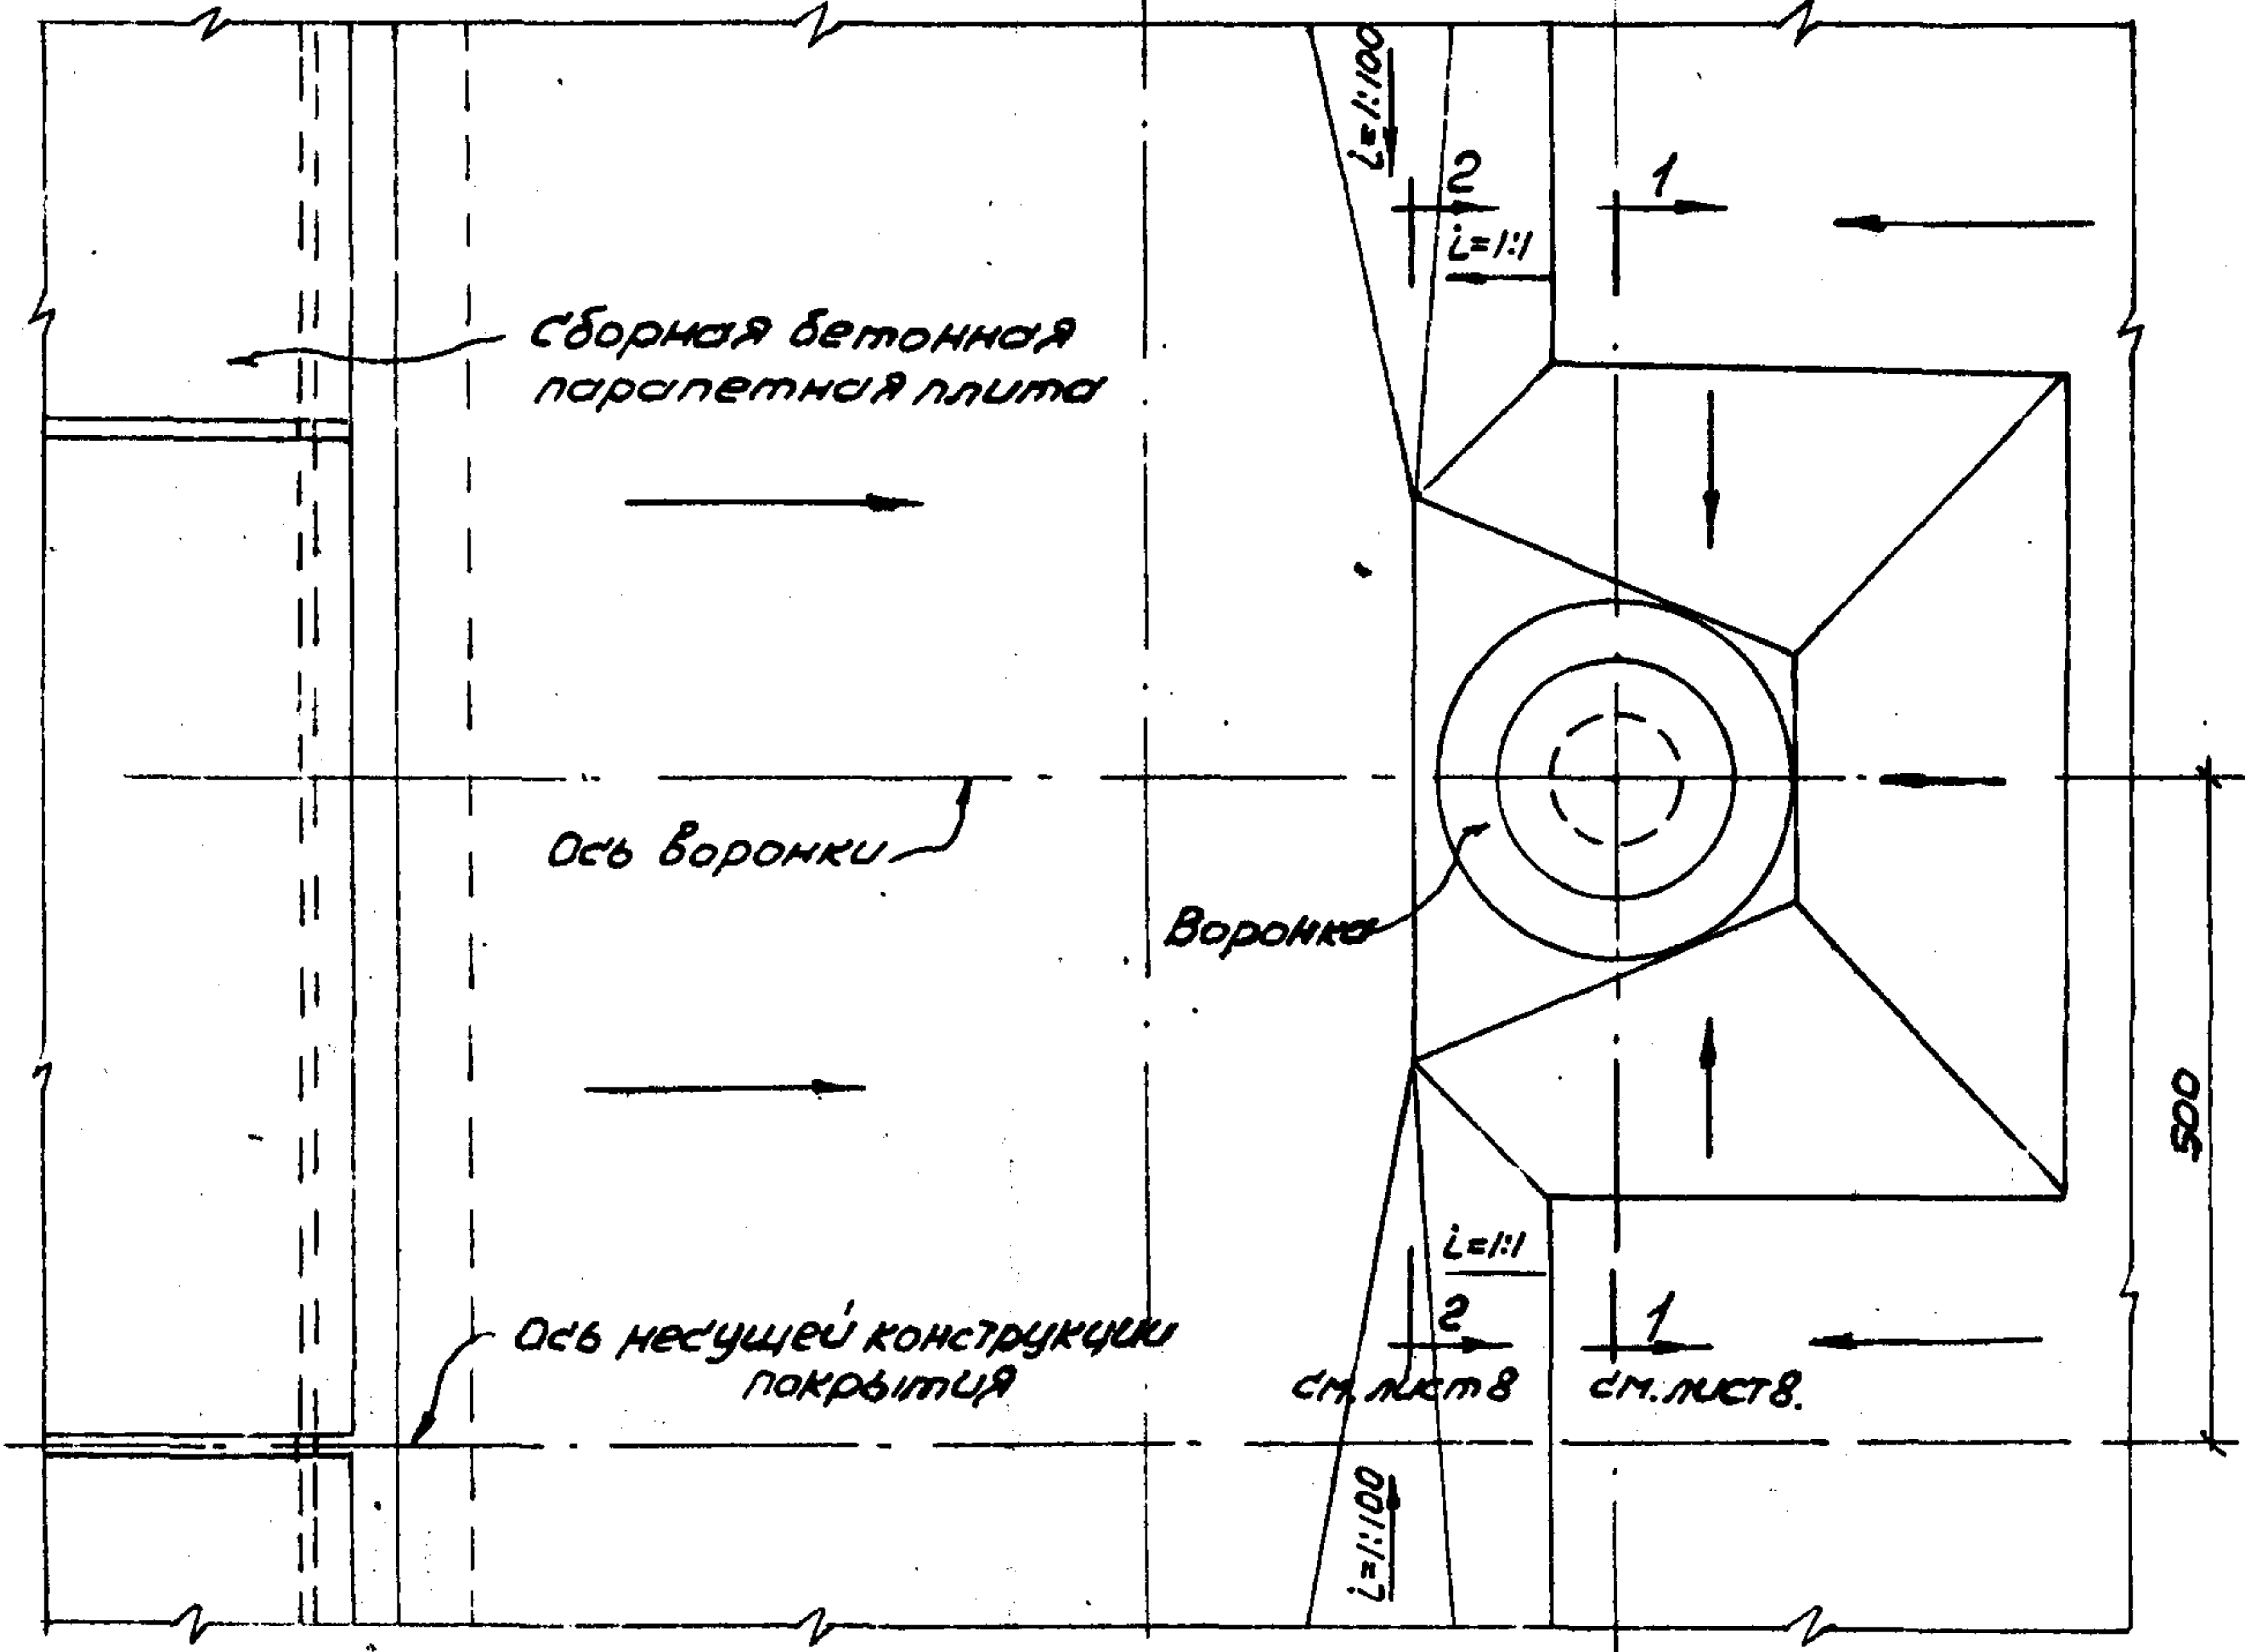 i=1:100
2
1
i=1:1
Сборная бетонная
парапетная плита
Ось воронки
Воронка
500
i=1:1
2
1
Ось несущей конструкции
покрытия
см. лист 8
см. лист 8.
i=1:100